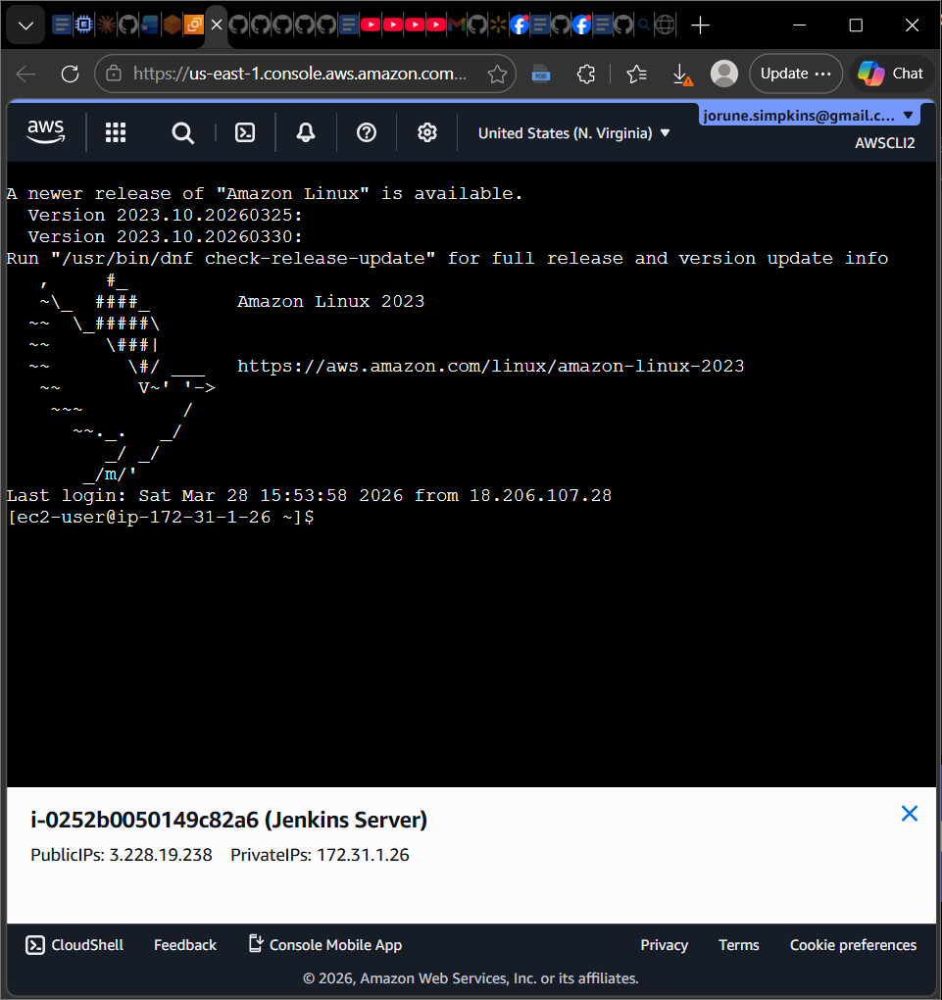 https://us-east-1.console.aws.amazon.com...
Update ...
Chat
aws
United States (N. Virginia) ▼
jorune.simpkins@gmail.c... ▼
AWSCLI2
A newer release of "Amazon Linux" is available.
  Version 2023.10.20260325:
  Version 2023.10.20260330:
Run "/usr/bin/dnf check-release-update" for full release and version update info
   ,     #_
   ~\_  ####_        Amazon Linux 2023
  ~~  \_#####\
  ~~     \###|
  ~~       \#/ ___   https://aws.amazon.com/linux/amazon-linux-2023
   ~~       V~' '->
    ~~~         /
      ~~._.   _/
         _/ _/
       _/m/'
Last login: Sat Mar 28 15:53:58 2026 from 18.206.107.28
[ec2-user@ip-172-31-1-26 ~]$
i-0252b0050149c82a6 (Jenkins Server)
PublicIPs: 3.228.19.238 PrivateIPs: 172.31.1.26
CloudShell Feedback Console Mobile App Privacy Terms Cookie preferences
© 2026, Amazon Web Services, Inc. or its affiliates.